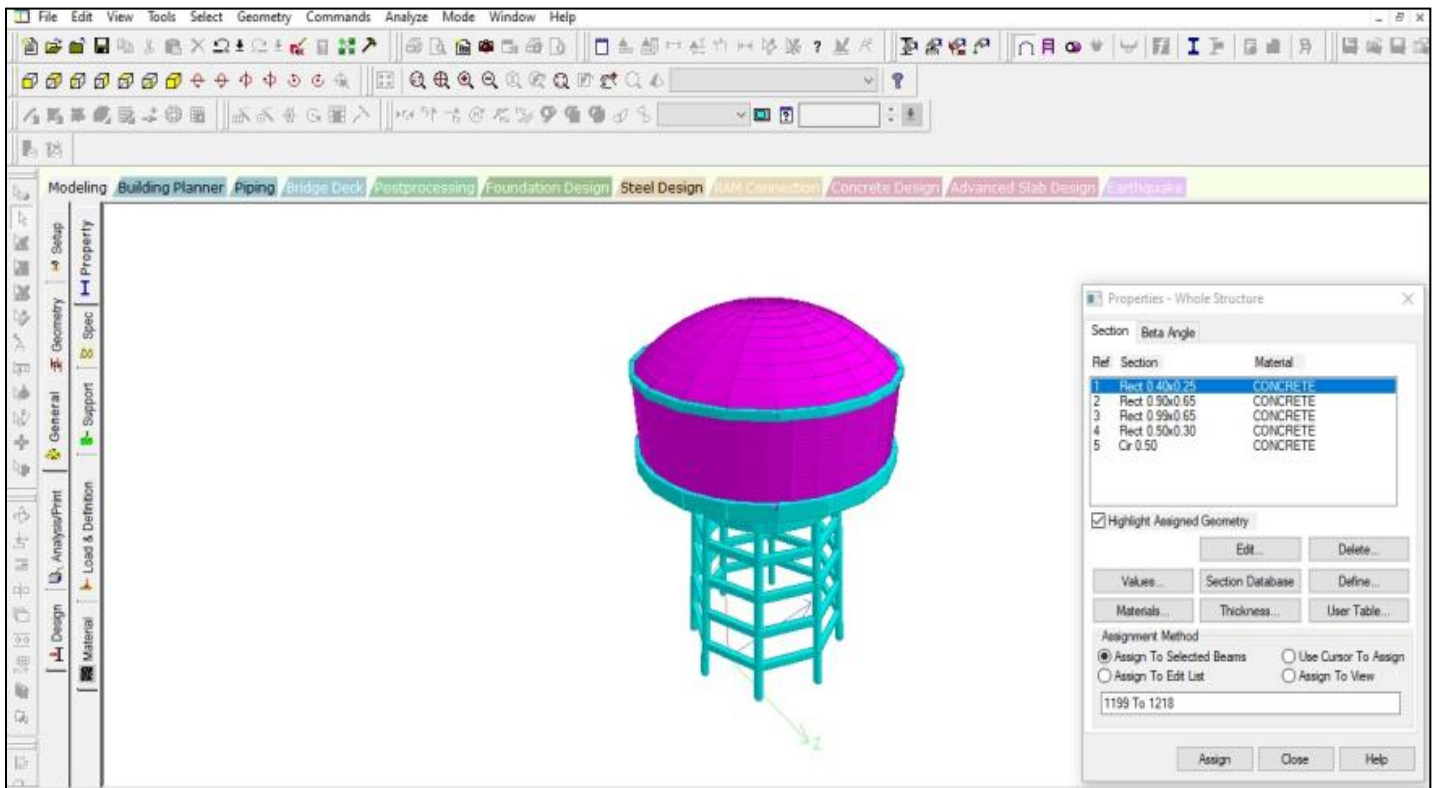 File Edit View Tools Select Geometry Commands Analyze Mode Window Help
Modeling Building Planner Piping Bridge Deck Postprocessing Foundation Design Steel Design RAM Connection Concrete Design Advanced Slab Design Earthquake
Setup
Geometry
General
Analysis/Print
Design
Property
Spec
Support
Load & Definition
Material
Z
Properties - Whole Structure
Section Beta Angle
Ref Section Material
1 Rect 0.40x0.25 CONCRETE
2 Rect 0.90x0.65 CONCRETE
3 Rect 0.99x0.65 CONCRETE
4 Rect 0.50x0.30 CONCRETE
5 Cir 0.50 CONCRETE
Highlight Assigned Geometry
Edit... Delete...
Values... Section Database Define...
Materials... Thickness... User Table...
Assignment Method
Assign To Selected Beams Use Cursor To Assign
Assign To Edit List Assign To View
1199 To 1218
Assign Close Help